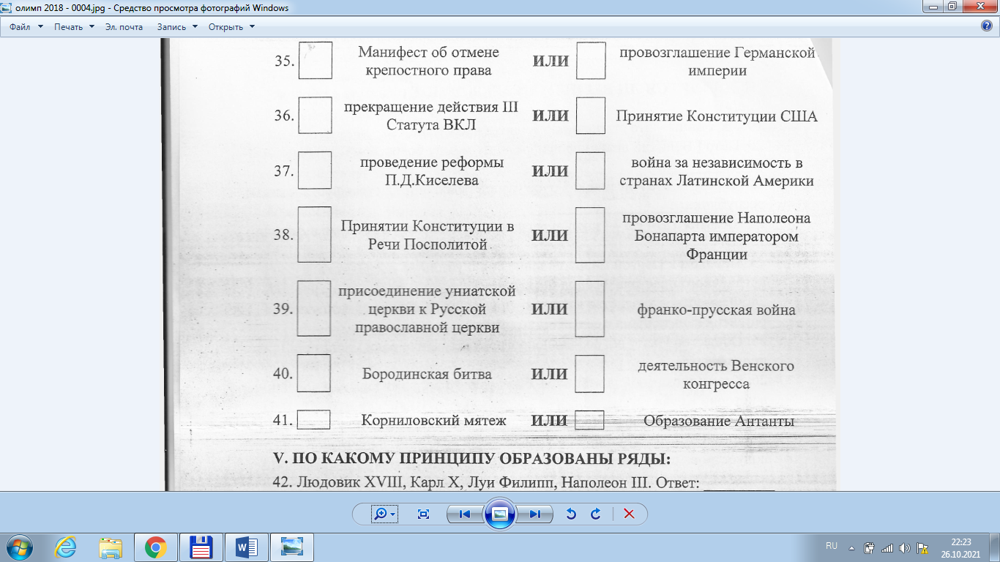 олимп 2018 - 0004.jpg - Средство просмотра фотографий Windows
Файл Печать Эл. почта Запись Открыть
35. Манифест об отмене крепостного права ИЛИ провозглашение Германской империи
36. прекращение действия III Статута ВКЛ ИЛИ Принятие Конституции США
37. проведение реформы П.Д.Киселева ИЛИ война за независимость в странах Латинской Америки
38. Принятии Конституции в Речи Посполитой ИЛИ провозглашение Наполеона Бонапарта императором Франции
39. присоединение униатской церкви к Русской православной церкви ИЛИ франко-прусская война
40. Бородинская битва ИЛИ деятельность Венского конгресса
41. Корниловский мятеж ИЛИ Образование Антанты
V. ПО КАКОМУ ПРИНЦИПУ ОБРАЗОВАНЫ РЯДЫ:
42. Людовик XVIII, Карл X, Луи Филипп, Наполеон III. Ответ:
RU
22:23
26.10.2021